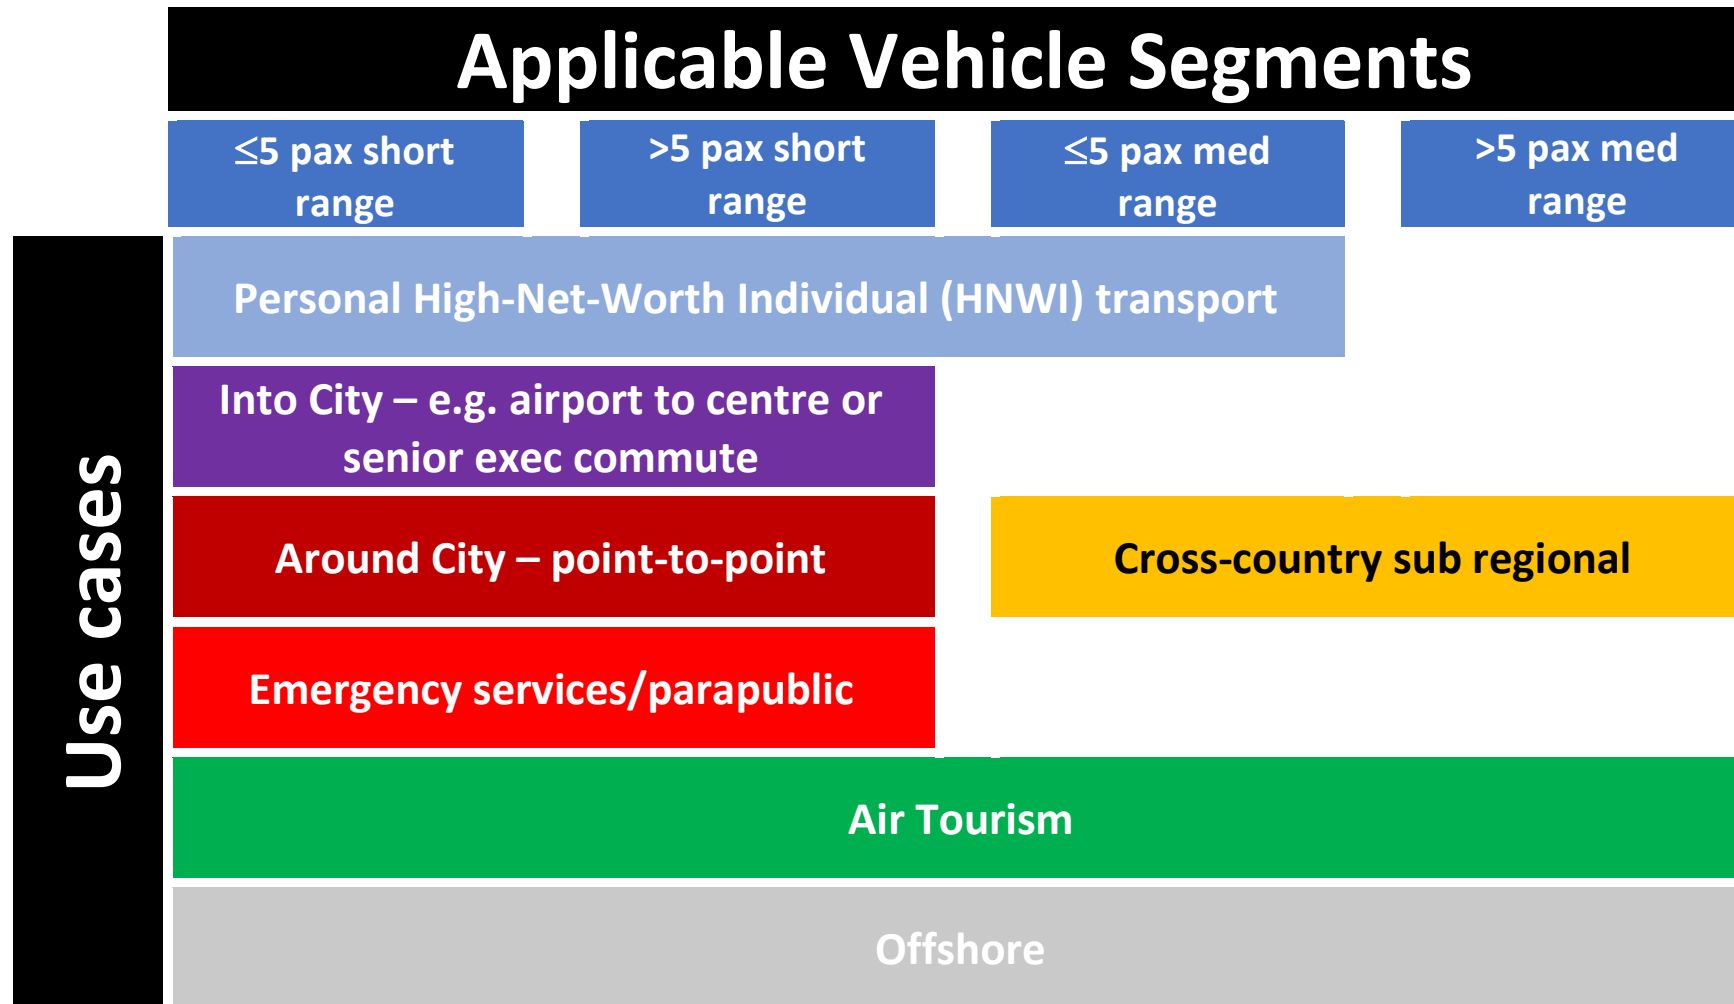 Applicable Vehicle Segments
≤5 pax short
range
>5 pax short
range
≤5 pax med
range
>5 pax med
range
Use cases
Personal High-Net-Worth Individual (HNWI) transport
Into City – e.g. airport to centre or
senior exec commute
Around City – point-to-point
Cross-country sub regional
Emergency services/parapublic
Air Tourism
Offshore